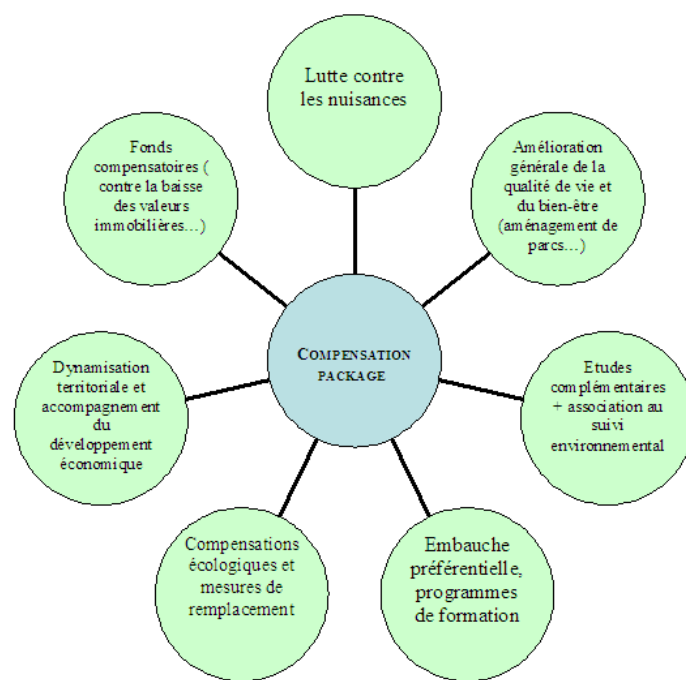 Lutte contre
les nuisances
Fonds
compensatoires (
contre la baisse
des valeurs
immobilières...)
Amélioration
générale de la
qualité de vie et
du bien-être
(aménagement de
parcs...)
COMPENSATION
PACKAGE
Dynamisation
territoriale et
accompagnement
du
développement
économique
Etudes
complémentaires
+ association au
suivi
environnemental
Compensations
écologiques et
mesures de
remplacement
Embauche
préférentielle,
programmes
de formation